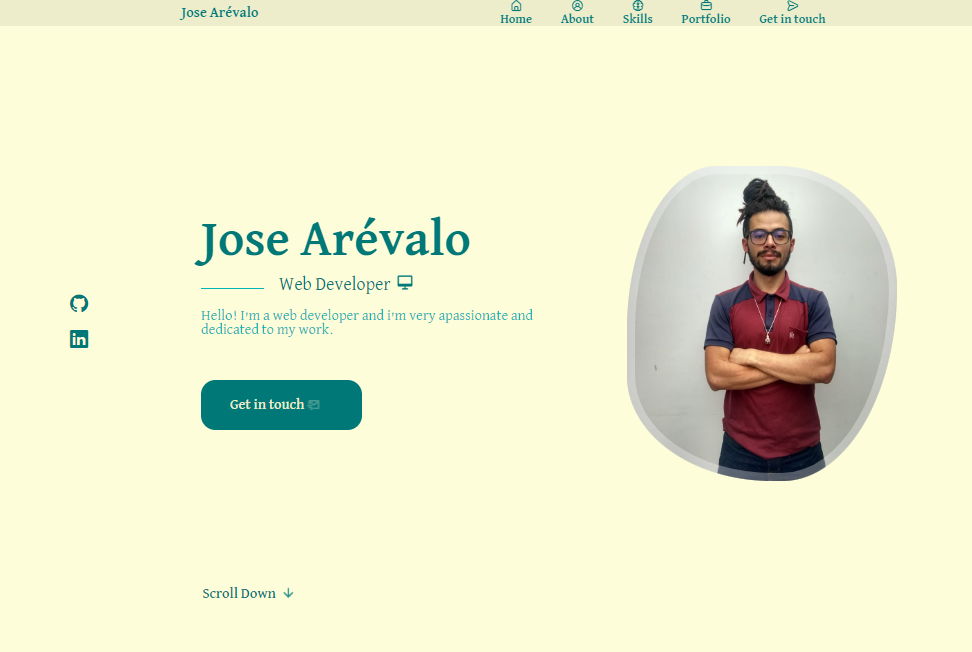 Jose Arévalo
Home
About
Skills
Portfolio
Get in touch
Jose Arévalo
Web Developer
Hello! I'm a web developer and i'm very apassionate and
dedicated to my work.
Get in touch
Scroll Down